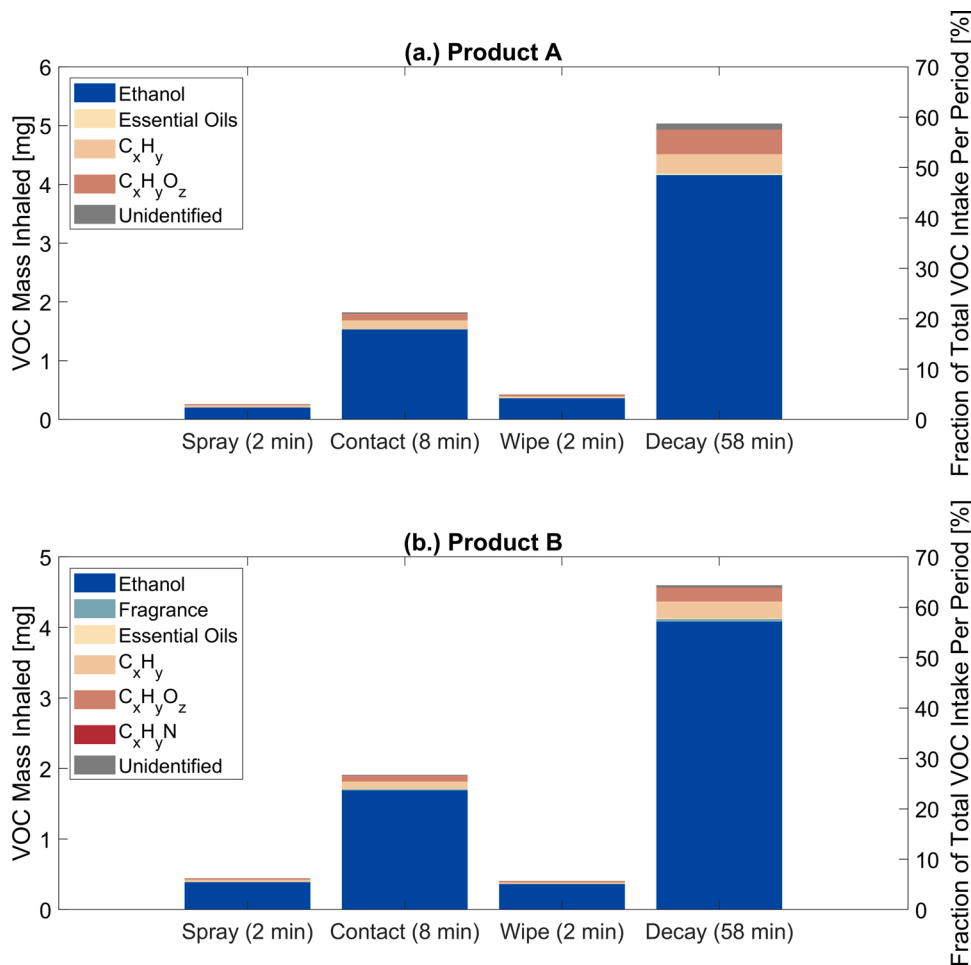 (a.) Product A
VOC Mass Inhaled [mg]
6
5
4
3
2
1
0
Ethanol
Essential Oils
CxHy
CxHyOz
Unidentified
Spray (2 min) Contact (8 min) Wipe (2 min) Decay (58 min)
70
60
50
40
30
20
10
0
Fraction of Total VOC Intake Per Period [%]
(b.) Product B
VOC Mass Inhaled [mg]
5
4
3
2
1
0
Ethanol
Fragrance
Essential Oils
CxHy
CxHyOz
CxHyN
Unidentified
Spray (2 min) Contact (8 min) Wipe (2 min) Decay (58 min)
70
60
50
40
30
20
10
0
Fraction of Total VOC Intake Per Period [%]